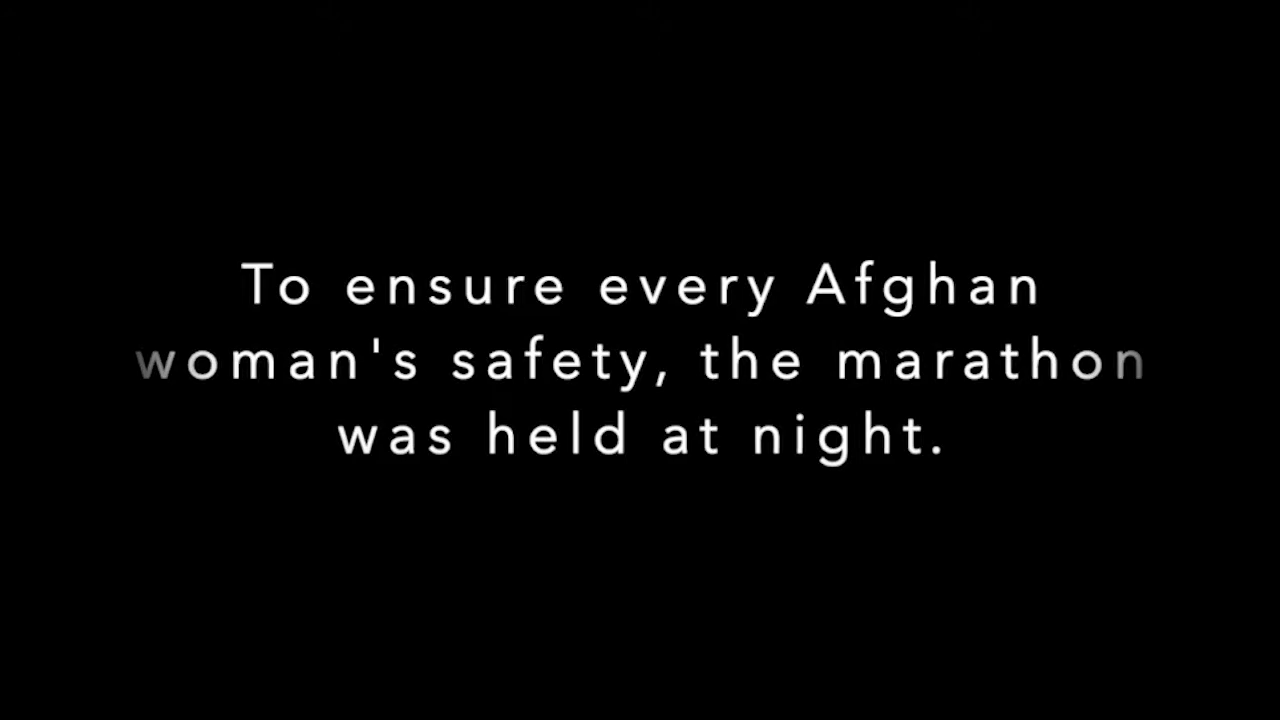 To ensure every Afghan
woman's safety, the marathon
was held at night.